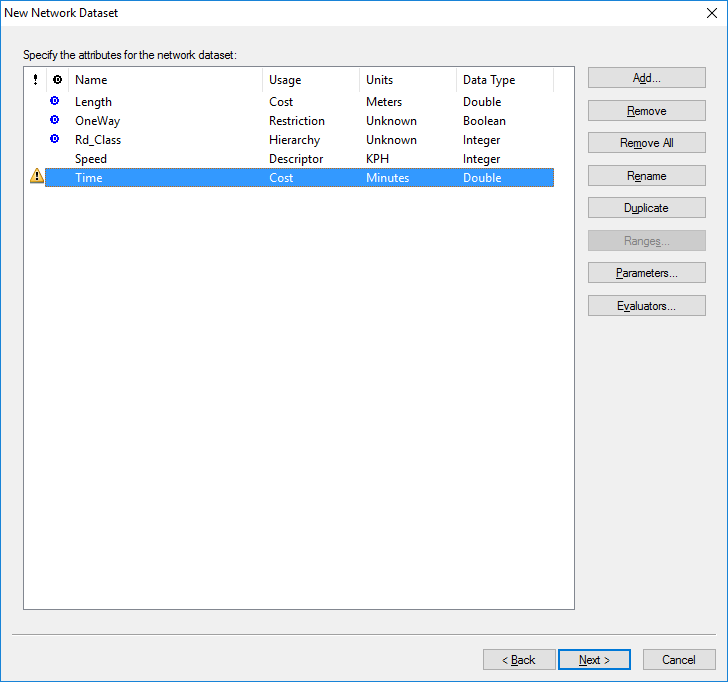 New Network Dataset
Specify the attributes for the network dataset:
! D Name Usage Units Data Type
D Length Cost Meters Double
D OneWay Restriction Unknown Boolean
D Rd_Class Hierarchy Unknown Integer
Speed Descriptor KPH Integer
! Time Cost Minutes Double
Add...
Remove
Remove All
Rename
Duplicate
Ranges...
Parameters...
Evaluators...
< Back Next > Cancel